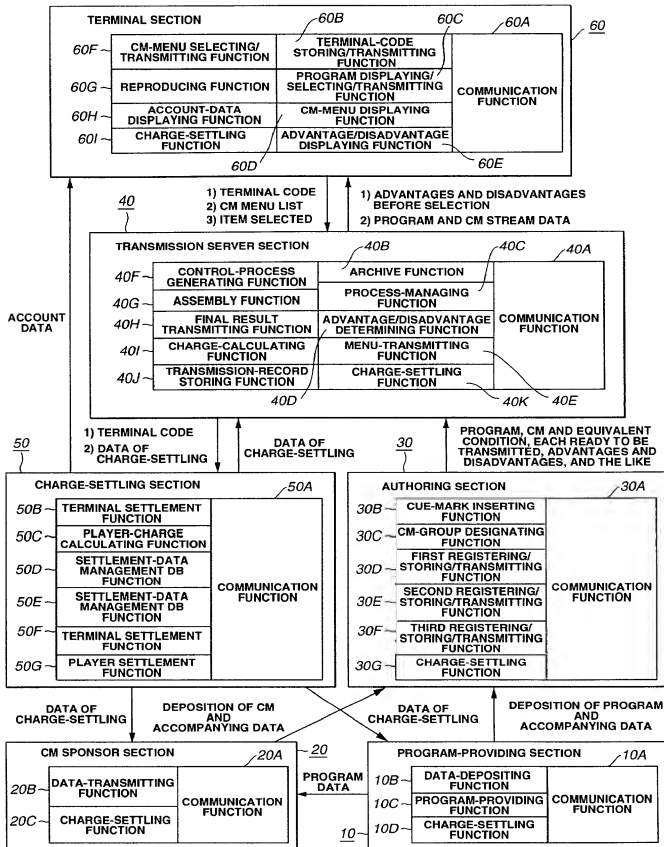 TERMINAL SECTION
60B
60C
60A
60
60F
CM-MENU SELECTING/
TRANSMITTING FUNCTION
TERMINAL-CODE
STORING/TRANSMITTING
FUNCTION
60G
REPRODUCING FUNCTION
PROGRAM DISPLAYING/
SELECTING/TRANSMITTING
FUNCTION
COMMUNICATION
FUNCTION
60H
ACCOUNT-DATA
DISPLAYING FUNCTION
CM-MENU DISPLAYING
FUNCTION
60I
CHARGE-SETTLING
FUNCTION
ADVANTAGE/DISADVANTAGE
DISPLAYING FUNCTION
60D
60E
1) TERMINAL CODE
2) CM MENU LIST
3) ITEM SELECTED
1) ADVANTAGES AND DISADVANTAGES
BEFORE SELECTION
2) PROGRAM AND CM STREAM DATA
40
TRANSMISSION SERVER SECTION
40B
40C
40A
40F
CONTROL-PROCESS
GENERATING FUNCTION
ARCHIVE FUNCTION
40G
ASSEMBLY FUNCTION
PROCESS-MANAGING
FUNCTION
40H
FINAL RESULT
TRANSMITTING FUNCTION
ADVANTAGE/DISADVANTAGE
DETERMINING FUNCTION
COMMUNICATION
FUNCTION
40I
CHARGE-CALCULATING
FUNCTION
MENU-TRANSMITTING
FUNCTION
40J
TRANSMISSION-RECORD
STORING FUNCTION
CHARGE-SETTLING
FUNCTION
40D
40K
40E
ACCOUNT
DATA
1) TERMINAL CODE
2) DATA OF
CHARGE-SETTLING
DATA OF
CHARGE-SETTLING
PROGRAM, CM AND EQUIVALENT
CONDITION, EACH READY TO BE
TRANSMITTED, ADVANTAGES AND
DISADVANTAGES, AND THE LIKE
50
30
CHARGE-SETTLING SECTION
50A
50B
TERMINAL SETTLEMENT
FUNCTION
50C
PLAYER-CHARGE
CALCULATING FUNCTION
50D
SETTLEMENT-DATA
MANAGEMENT DB
FUNCTION
50E
SETTLEMENT-DATA
MANAGEMENT DB
FUNCTION
50F
TERMINAL SETTLEMENT
FUNCTION
50G
PLAYER SETTLEMENT
FUNCTION
COMMUNICATION
FUNCTION
AUTHORING SECTION
30A
30B
CUE-MARK INSERTING
FUNCTION
30C
CM-GROUP DESIGNATING
FUNCTION
30D
FIRST REGISTERING/
STORING/TRANSMITTING
FUNCTION
30E
SECOND REGISTERING/
STORING/TRANSMITTING
FUNCTION
30F
THIRD REGISTERING/
STORING/TRANSMITTING
FUNCTION
30G
CHARGE-SETTLING
FUNCTION
COMMUNICATION
FUNCTION
DATA OF
CHARGE-SETTLING
DEPOSITION OF CM
AND
ACCOMPANYING DATA
DATA OF
CHARGE-SETTLING
DEPOSITION OF PROGRAM
AND
ACCOMPANYING DATA
CM SPONSOR SECTION
20
20A
20B
DATA-TRANSMITTING
FUNCTION
20C
CHARGE-SETTLING
FUNCTION
COMMUNICATION
FUNCTION
PROGRAM
DATA
PROGRAM-PROVIDING SECTION
10A
10B
DATA-DEPOSITING
FUNCTION
10C
PROGRAM-PROVIDING
FUNCTION
10D
CHARGE-SETTLING
FUNCTION
COMMUNICATION
FUNCTION
10